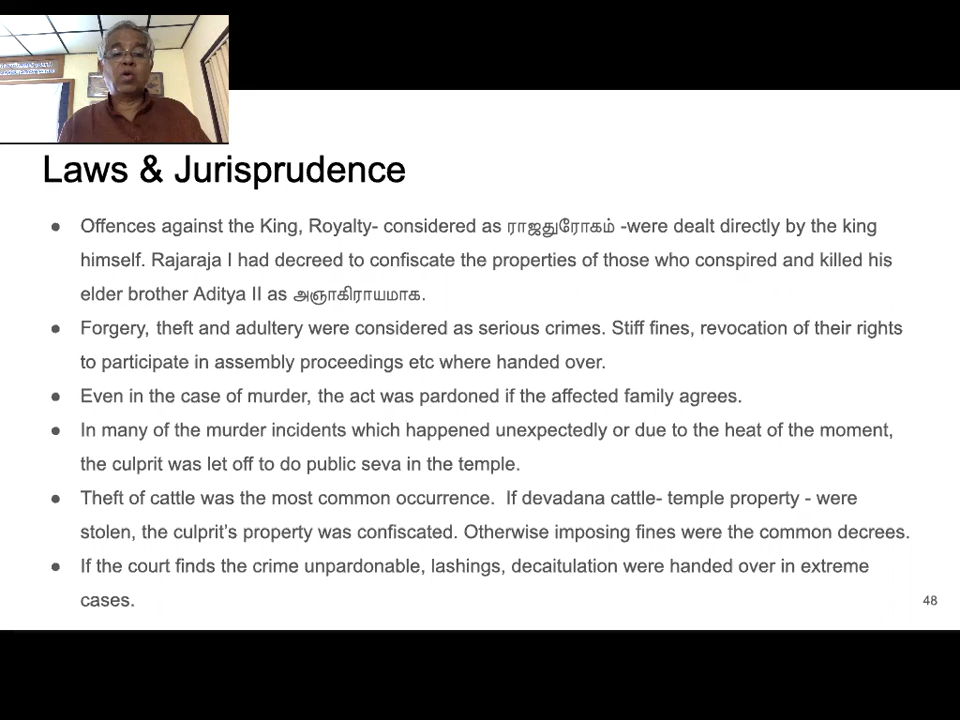 Laws & Jurisprudence
● Offences against the King, Royalty- considered as ராஜதுரோகம் -were dealt directly by the king
himself. Rajaraja I had decreed to confiscate the properties of those who conspired and killed his
elder brother Aditya II as அஞாகிராயமாக.
● Forgery, theft and adultery were considered as serious crimes. Stiff fines, revocation of their rights
to participate in assembly proceedings etc where handed over.
● Even in the case of murder, the act was pardoned if the affected family agrees.
● In many of the murder incidents which happened unexpectedly or due to the heat of the moment,
the culprit was let off to do public seva in the temple.
● Theft of cattle was the most common occurrence.  If devadana cattle- temple property - were
stolen, the culprit's property was confiscated. Otherwise imposing fines were the common decrees.
● If the court finds the crime unpardonable, lashings, decaitulation were handed over in extreme
cases.
48